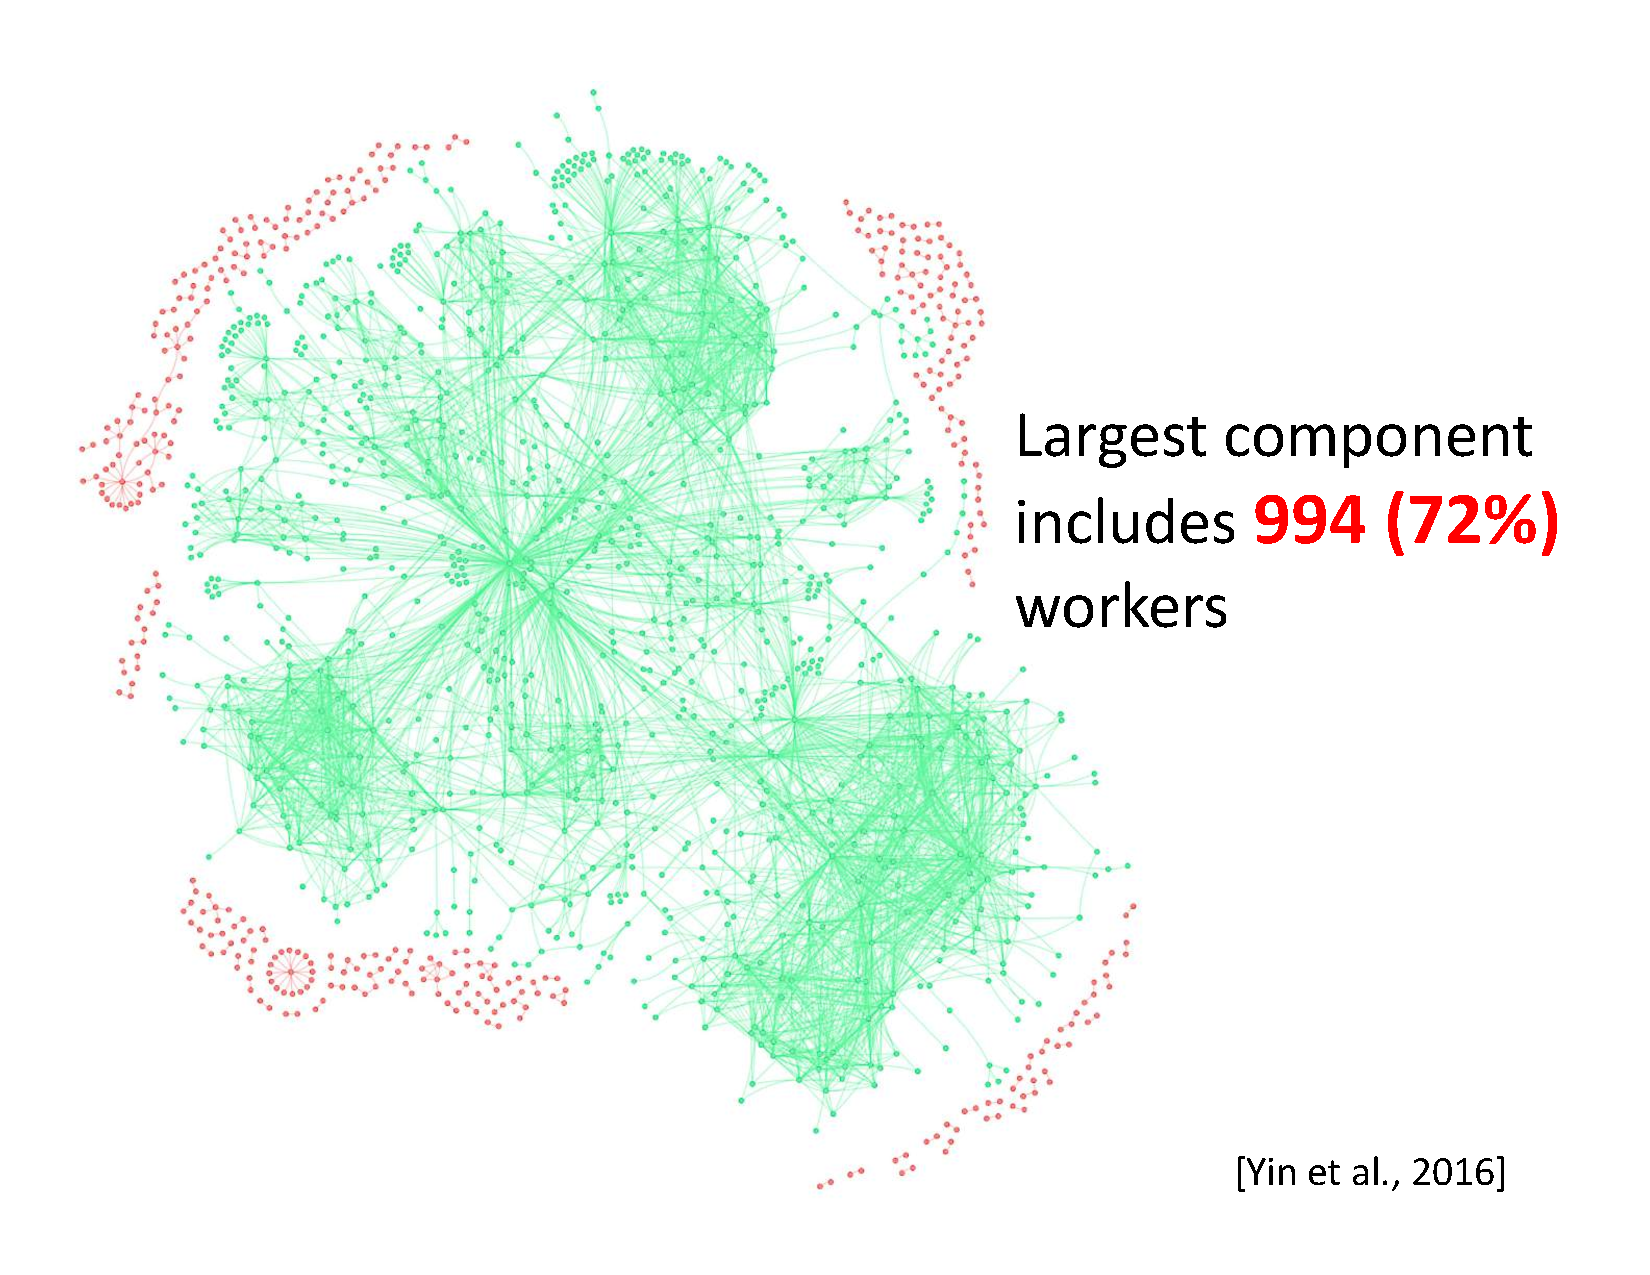 Largest component
includes 994 (72%)
workers
[Yin et al., 2016]